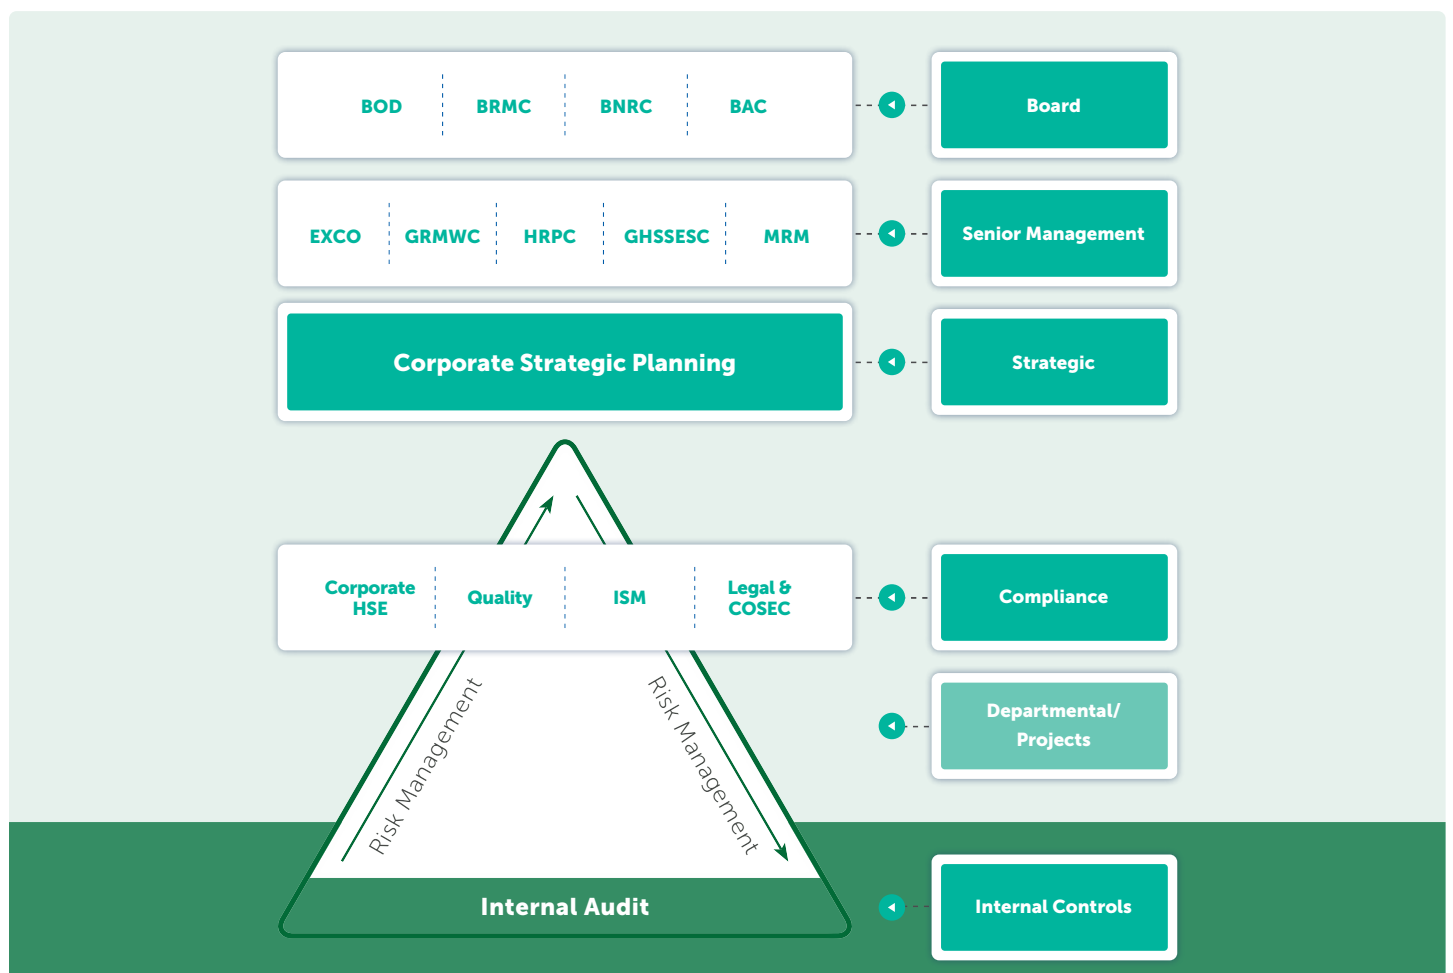 BOD
BRMC
BNRC
BAC
Board
EXCO
GRMWC
HRPC
GHSSESC
MRM
Senior Management
Corporate Strategic Planning
Strategic
Corporate
HSE
Quality
ISM
Legal &
COSEC
Compliance
Risk Management
Risk Management
Departmental/
Projects
Internal Audit
Internal Controls